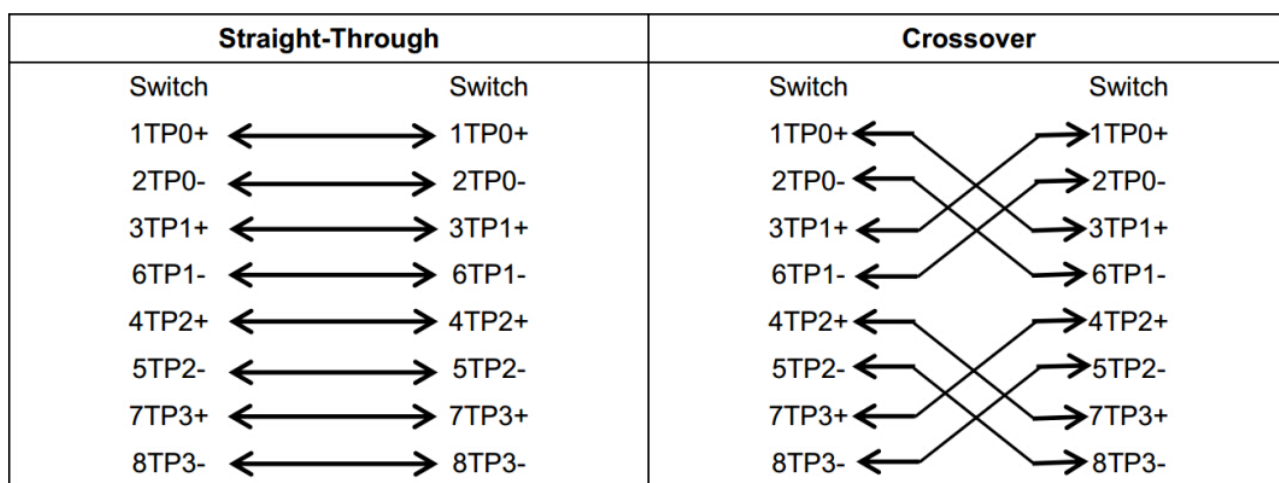 Straight-Through Crossover
Switch Switch Switch Switch
1TP0+ 1TP0+ 1TP0+ 1TP0+
2TP0- 2TP0- 2TP0- 2TP0-
3TP1+ 3TP1+ 3TP1+ 3TP1+
6TP1- 6TP1- 6TP1- 6TP1-
4TP2+ 4TP2+ 4TP2+ 4TP2+
5TP2- 5TP2- 5TP2- 5TP2-
7TP3+ 7TP3+ 7TP3+ 7TP3+
8TP3- 8TP3- 8TP3- 8TP3-